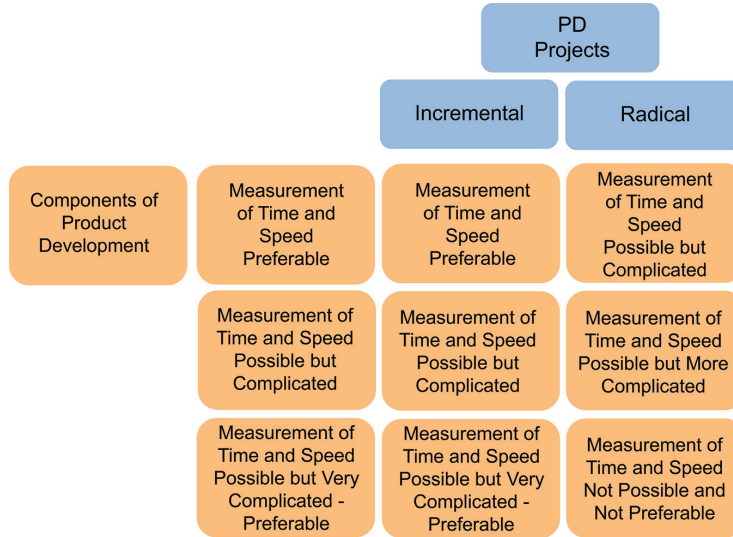 PD
Projects
Incremental
Radical
Components of
Product
Development
Measurement
of Time and
Speed
Preferable
Measurement
of Time and
Speed
Preferable
Measurement
of Time and
Speed
Possible but
Complicated
Measurement of
Time and Speed
Possible but
Complicated
Measurement of
Time and Speed
Possible but
Complicated
Measurement of
Time and Speed
Possible but More
Complicated
Measurement of
Time and Speed
Possible but Very
Complicated -
Preferable
Measurement of
Time and Speed
Possible but Very
Complicated -
Preferable
Measurement of
Time and Speed
Not Possible and
Not Preferable